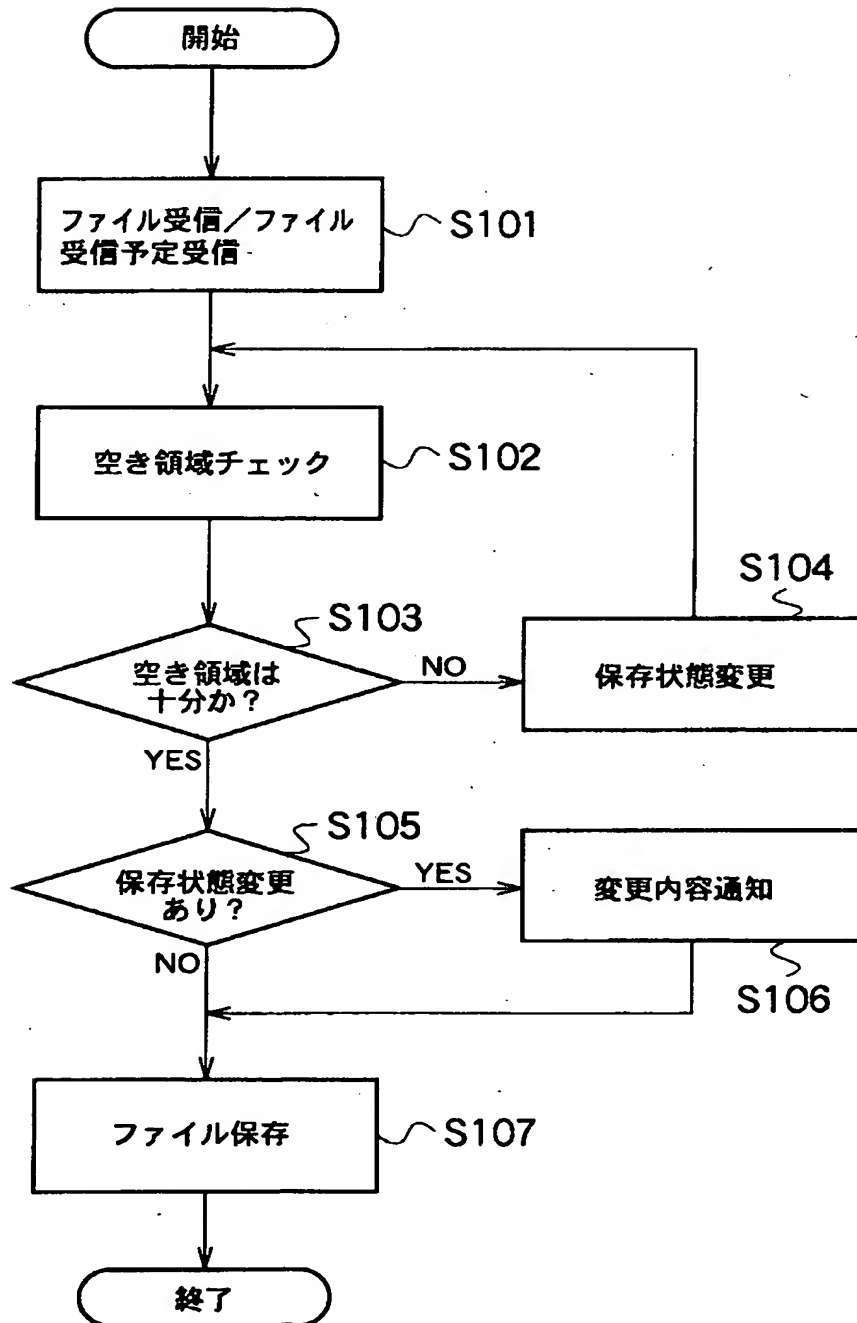 開始
ファイル受信／ファイル
受信予定受信
S101
空き領域チェック
S102
S103
空き領域は
十分か？
NO
YES
S104
保存状態変更
S105
保存状態変更
あり？
YES
NO
変更内容通知
S106
ファイル保存
S107
終了